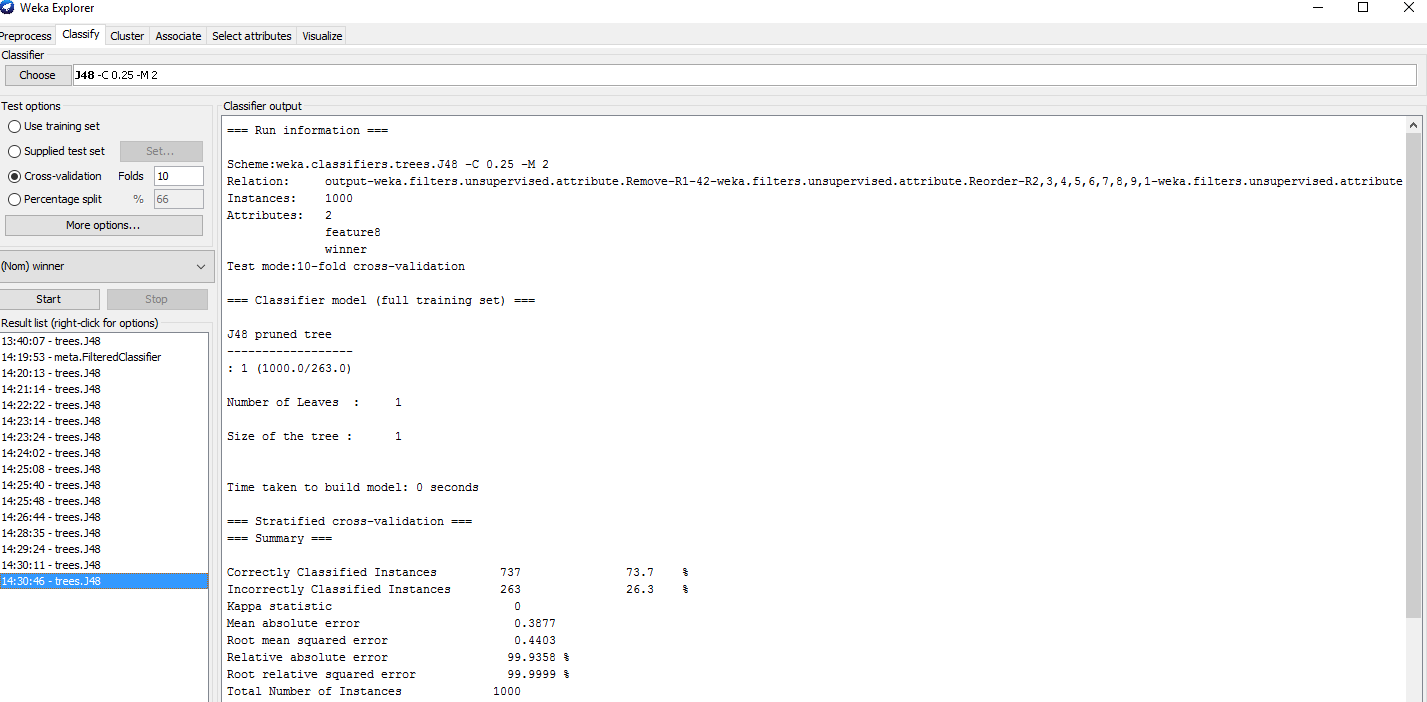 Weka Explorer
Preprocess Classify Cluster Associate Select attributes Visualize
Classifier
Choose J48 -C 0.25 -M 2
Test options
Use training set
Supplied test set Set...
Cross-validation Folds 10
Percentage split % 66
More options...
(Nom) winner
Start Stop
Result list (right-click for options)
13:40:07 - trees.J48
14:19:53 - meta.FilteredClassifier
14:20:13 - trees.J48
14:21:14 - trees.J48
14:22:22 - trees.J48
14:23:14 - trees.J48
14:23:24 - trees.J48
14:24:02 - trees.J48
14:25:08 - trees.J48
14:25:40 - trees.J48
14:25:48 - trees.J48
14:26:44 - trees.J48
14:28:35 - trees.J48
14:29:24 - trees.J48
14:30:11 - trees.J48
14:30:46 - trees.J48
Classifier output
=== Run information ===
Scheme:weka.classifiers.trees.J48 -C 0.25 -M 2
Relation: output-weka.filters.unsupervised.attribute.Remove-R1-42-weka.filters.unsupervised.attribute.Reorder-R2,3,4,5,6,7,8,9,1-weka.filters.unsupervised.attribute
Instances: 1000
Attributes: 2
feature8
winner
Test mode:10-fold cross-validation
=== Classifier model (full training set) ===
J48 pruned tree
------------------
: 1 (1000.0/263.0)
Number of Leaves : 1
Size of the tree : 1
Time taken to build model: 0 seconds
=== Stratified cross-validation ===
=== Summary ===
Correctly Classified Instances 737 73.7 %
Incorrectly Classified Instances 263 26.3 %
Kappa statistic 0
Mean absolute error 0.3877
Root mean squared error 0.4403
Relative absolute error 99.9358 %
Root relative squared error 99.9999 %
Total Number of Instances 1000